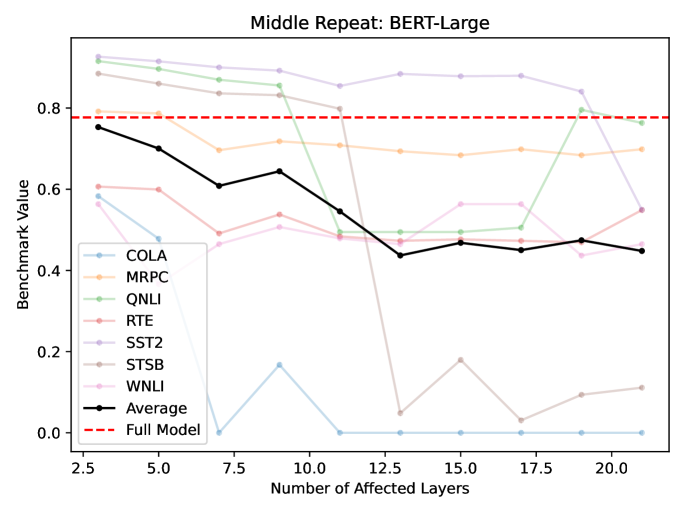 Middle Repeat: BERT-Large
Benchmark Value
0.8
0.6
0.4
0.2
0.0
COLA
MRPC
QNLI
RTE
SST2
STSB
WNLI
Average
Full Model
2.5 5.0 7.5 10.0 12.5 15.0 17.5 20.0
Number of Affected Layers